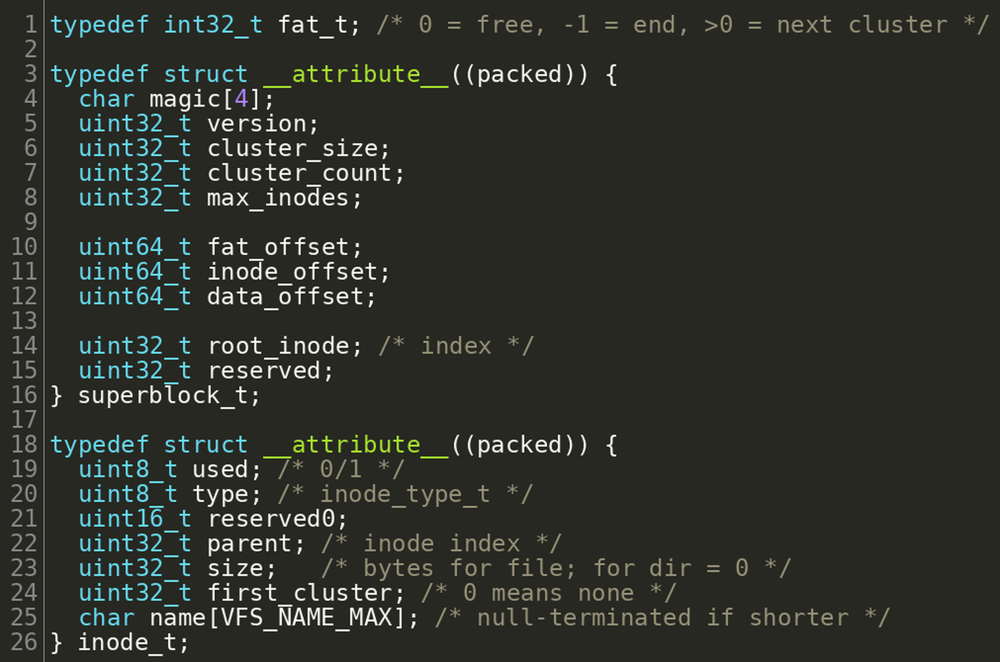 1 typedef int32_t fat_t; /* 0 = free, -1 = end, >0 = next cluster */
2
3 typedef struct __attribute__((packed)) {
4   char magic[4];
5   uint32_t version;
6   uint32_t cluster_size;
7   uint32_t cluster_count;
8   uint32_t max_inodes;
9
10   uint64_t fat_offset;
11   uint64_t inode_offset;
12   uint64_t data_offset;
13
14   uint32_t root_inode; /* index */
15   uint32_t reserved;
16 } superblock_t;
17
18 typedef struct __attribute__((packed)) {
19   uint8_t used; /* 0/1 */
20   uint8_t type; /* inode_type_t */
21   uint16_t reserved0;
22   uint32_t parent; /* inode index */
23   uint32_t size;   /* bytes for file; for dir = 0 */
24   uint32_t first_cluster; /* 0 means none */
25   char name[VFS_NAME_MAX]; /* null-terminated if shorter */
26 } inode_t;